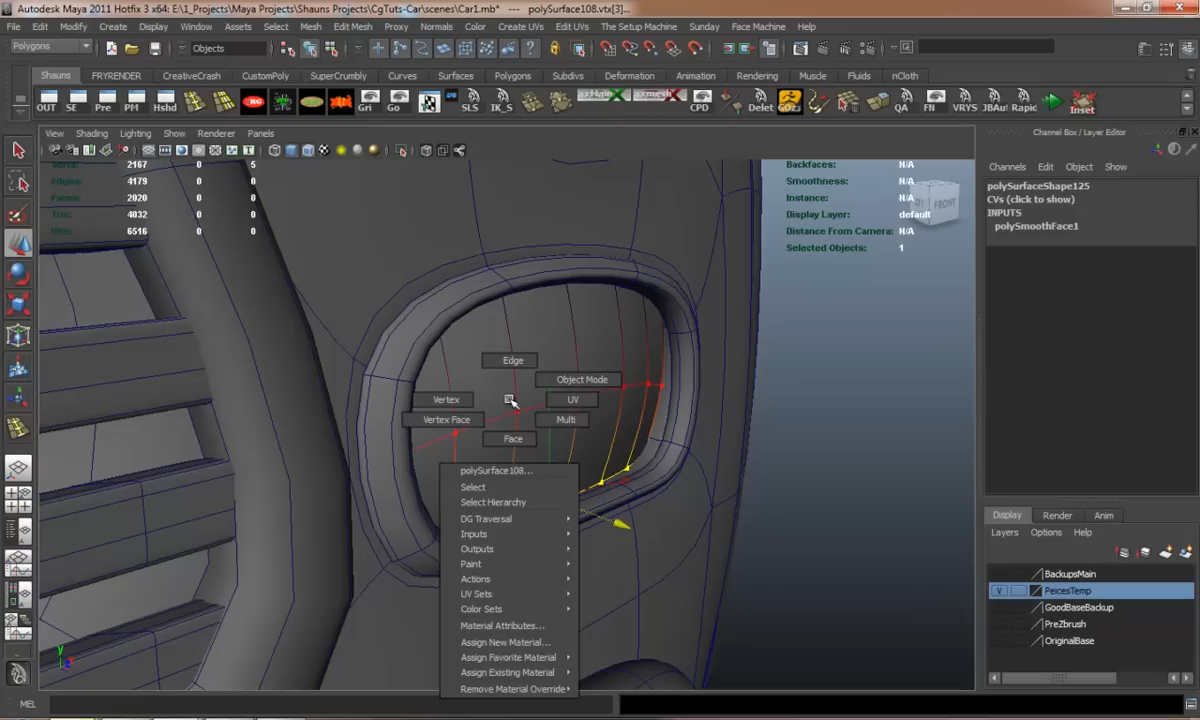 Autodesk Maya 2011 Hotfix 3 x64: E:\1_Projects\Maya Projects\Shauns Projects\CgTuts-Car\scenes\Car1.mb* --- polySurface108.vtx[3]...
File Edit Modify Create Display Window Assets Select Mesh Edit Mesh Proxy Normals Color Create UVs Edit UVs The Setup Machine Sunday Face Machine Help
Polygons Objects
Shauns FRYRENDER CreativeCrash CustomPoly SuperCrumbly Curves Surfaces Polygons Subdivs Deformation Animation Rendering Muscle Fluids nCloth
OUT SE Pre PM Hshd Gri Go SLS IK_S CPD Delet GOZs QA FN VRYS JBAut Rapic Inset
View Shading Lighting Show Renderer Panels
Channel Box / Layer Editor
Channels Edit Object Show
Verts: 2167 0 5
Edges: 4179 0 0
Faces: 2020 0 0
Tris: 4032 0 0
UVs: 6516 0 0
Backfaces: N/A
Smoothness: N/A
Instance: N/A
Display Layer: default
Distance From Camera: N/A
Selected Objects: 1
FRONT
polySurfaceShape125
CVs (click to show)
INPUTS
polySmoothFace1
Edge
Object Mode
Vertex UV
Vertex Face Multi
Face
polySurface108...
Select
Select Hierarchy
DG Traversal
Inputs
Outputs
Paint
Actions
UV Sets
Color Sets
Material Attributes...
Assign New Material...
Assign Favorite Material
Assign Existing Material
Remove Material Override
Display Render Anim
Layers Options Help
BackupsMain
V PeicesTemp
GoodBaseBackup
PreZbrush
OriginalBase
y
MEL